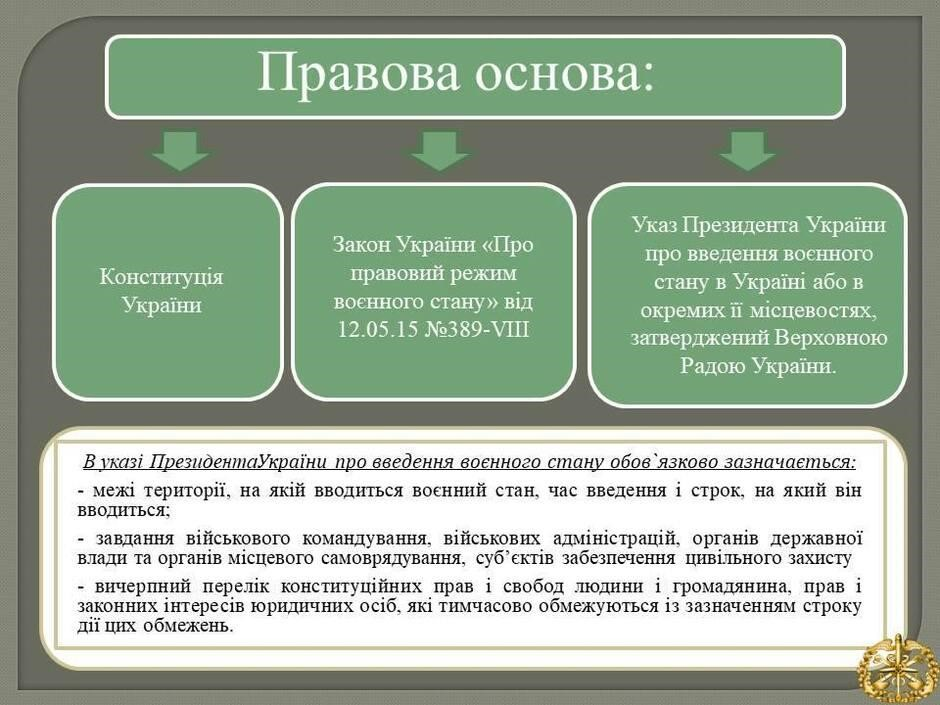 Правова основа:
Конституція
України
Закон України «Про
правовий режим
воєнного стану» від
12.05.15 №389-VIII
Указ Президента України
про введення воєнного
стану в Україні або в
окремих її місцевостях,
затверджений Верховною
Радою України.
В указі ПрезидентаУкраїни про введення воєнного стану обов`язково зазначається:
- межі території, на якій вводиться воєнний стан, час введення і строк, на який він
вводиться;
- завдання військового командування, військових адміністрацій, органів державної
влади та органів місцевого самоврядування, суб’єктів забезпечення цивільного захисту
- вичерпний перелік конституційних прав і свобод людини і громадянина, прав і
законних інтересів юридичних осіб, які тимчасово обмежуються із зазначенням строку
дії цих обмежень.